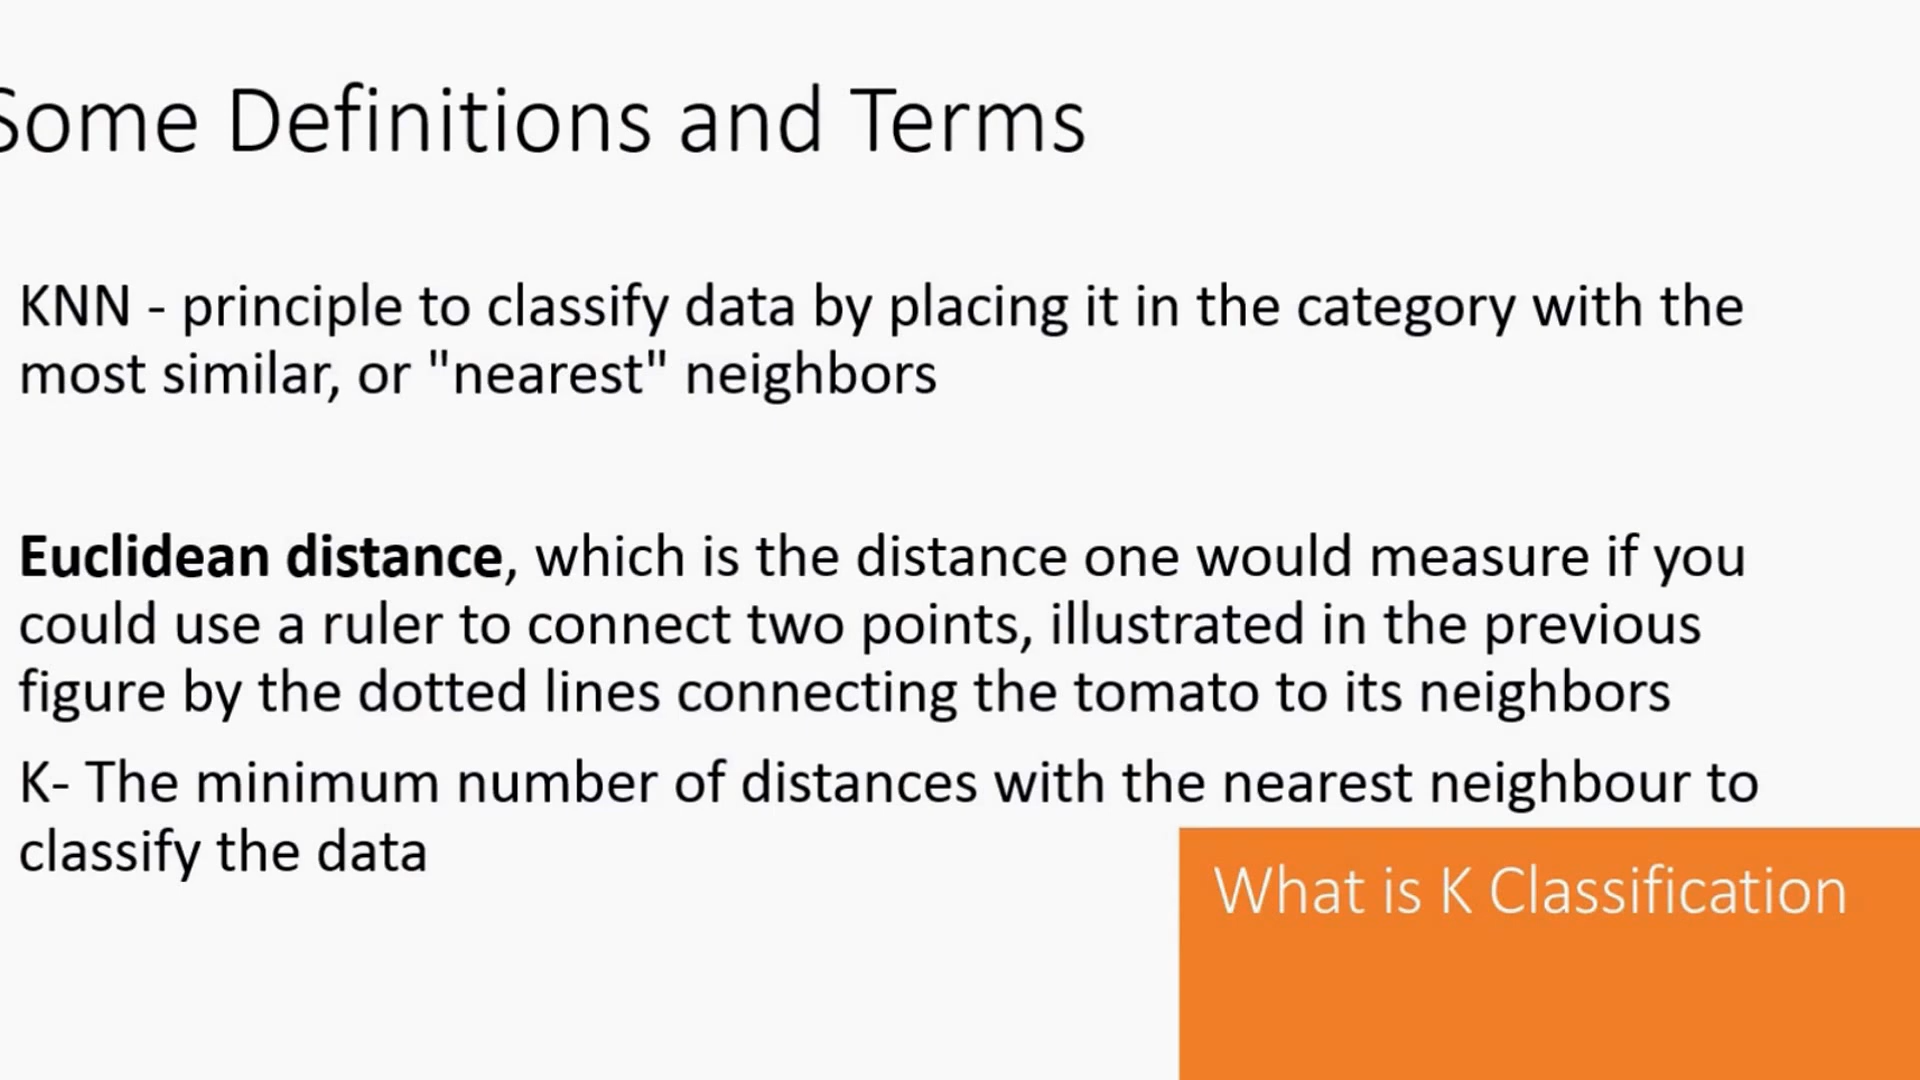 Some Definitions and Terms
KNN - principle to classify data by placing it in the category with the
most similar, or "nearest" neighbors
Euclidean distance, which is the distance one would measure if you
could use a ruler to connect two points, illustrated in the previous
figure by the dotted lines connecting the tomato to its neighbors
K- The minimum number of distances with the nearest neighbour to
classify the data
What is K Classification